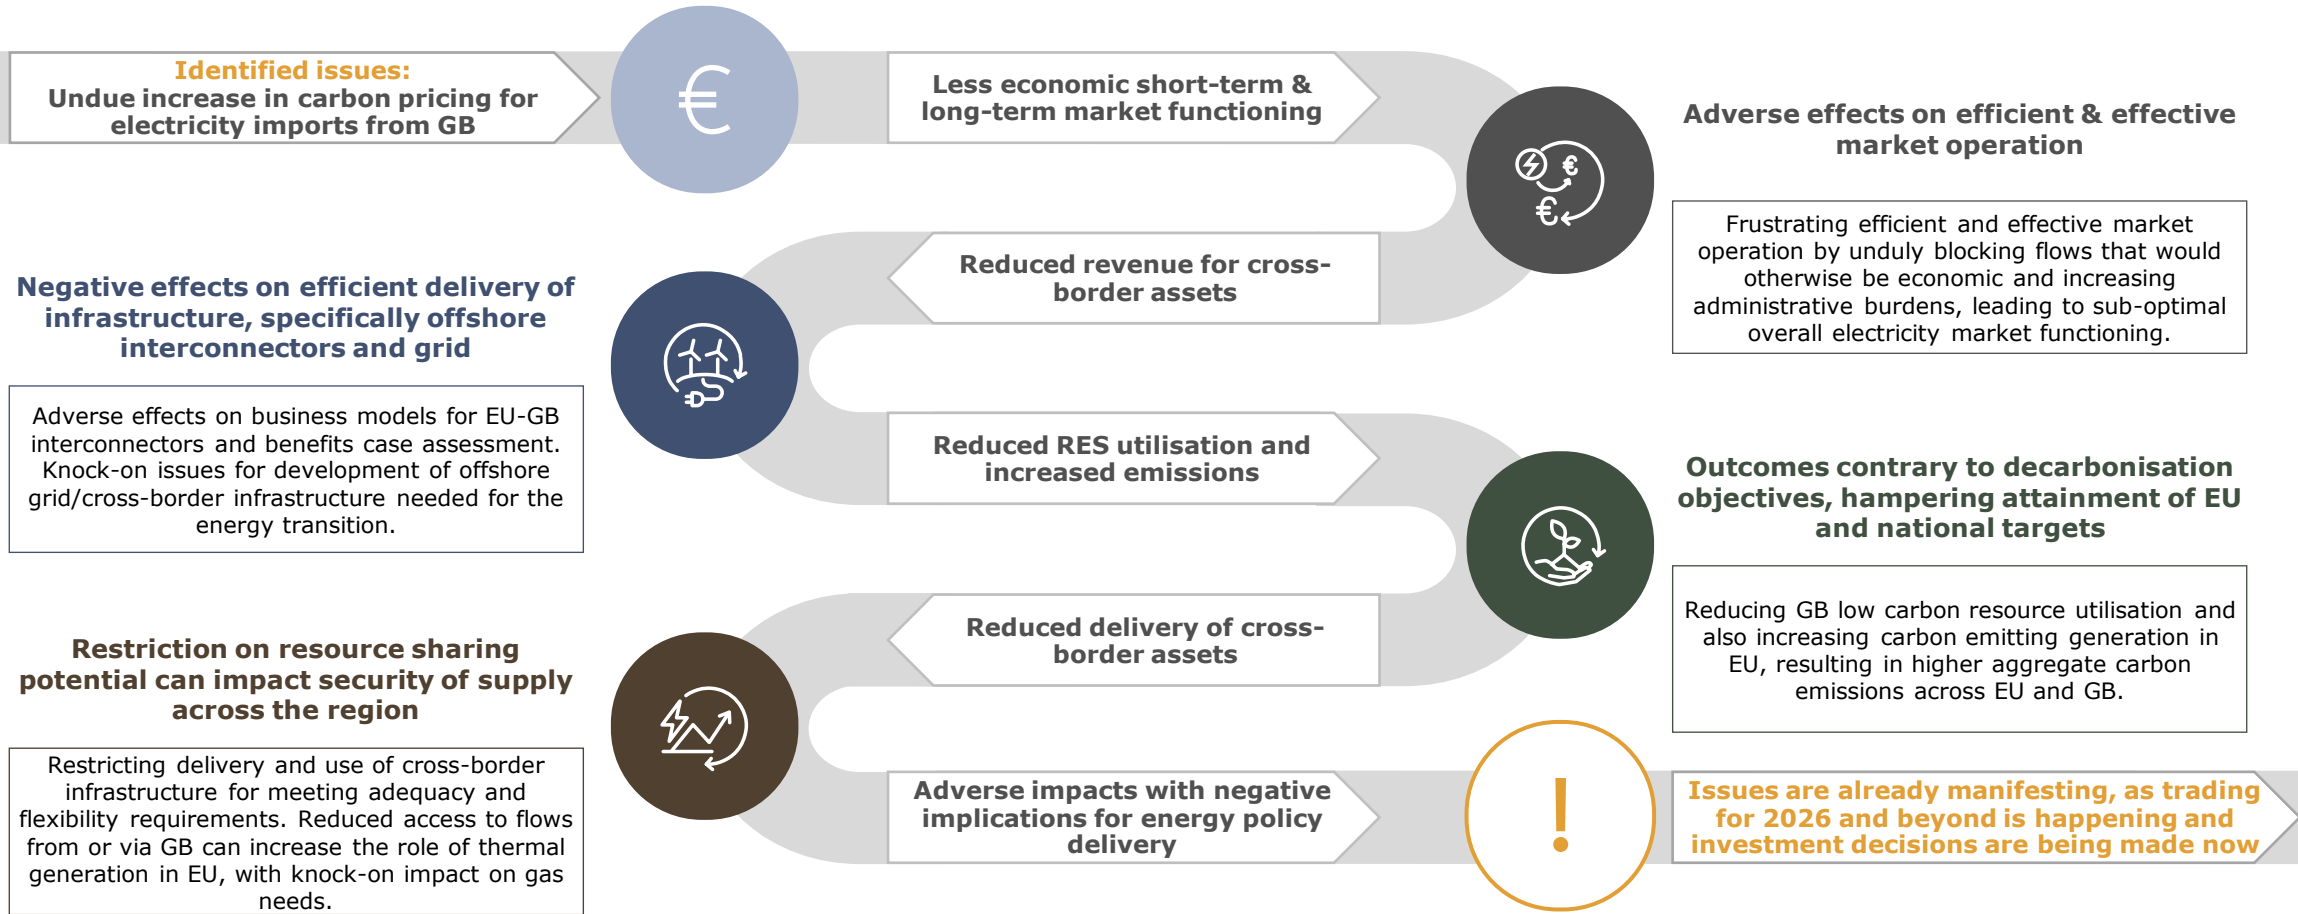 Identified issues:
Undue increase in carbon pricing for
electricity imports from GB
€
Less economic short-term &
long-term market functioning
Adverse effects on efficient & effective
market operation
€
€
Frustrating efficient and effective market
operation by unduly blocking flows that would
otherwise be economic and increasing
administrative burdens, leading to sub-optimal
overall electricity market functioning.
Reduced revenue for cross-
border assets
Negative effects on efficient delivery of
infrastructure, specifically offshore
interconnectors and grid
Adverse effects on business models for EU-GB
interconnectors and benefits case assessment.
Knock-on issues for development of offshore
grid/cross-border infrastructure needed for the
energy transition.
Reduced RES utilisation and
increased emissions
Outcomes contrary to decarbonisation
objectives, hampering attainment of EU
and national targets
Reducing GB low carbon resource utilisation and
also increasing carbon emitting generation in
EU, resulting in higher aggregate carbon
emissions across EU and GB.
Reduced delivery of cross-
border assets
Restriction on resource sharing
potential can impact security of supply
across the region
Restricting delivery and use of cross-border
infrastructure for meeting adequacy and
flexibility requirements. Reduced access to flows
from or via GB can increase the role of thermal
generation in EU, with knock-on impact on gas
needs.
Adverse impacts with negative
implications for energy policy
delivery
!
Issues are already manifesting, as trading
for 2026 and beyond is happening and
investment decisions are being made now